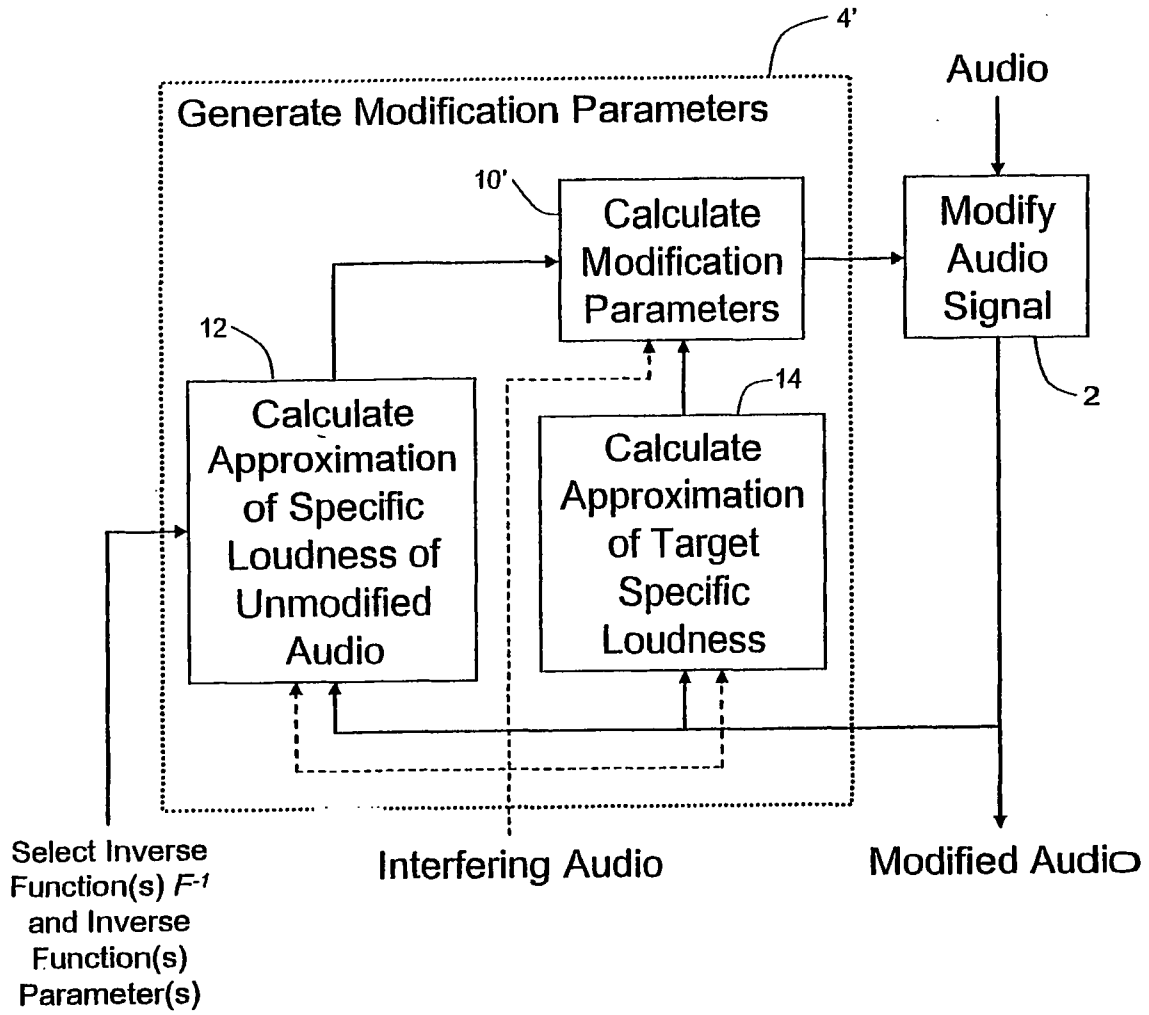 4'
Audio
Generate Modification Parameters
10'
Calculate
Modification
Parameters
Modify
Audio
Signal
12
2
14
Calculate
Approximation
of Specific
Loudness of
Unmodified
Audio
Calculate
Approximation
of Target
Specific
Loudness
Select Inverse
Function(s) F-1
and Inverse
Function(s)
Parameter(s)
Interfering Audio
Modified Audio